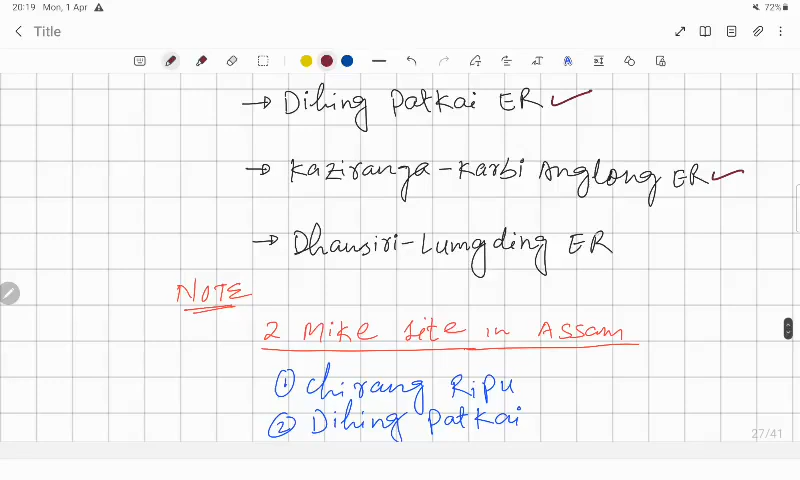 20:19 Mon, 1 Apr 72%
Title
→ Dihing Patkai ER ✓
→ Kaziranga-Karbi Anglong ER ✓
→ Dhansiri-Lumgding ER
NOTE
2 Mike site in Assam
① Chirang Ripu
② Dihing Patkai
27/41